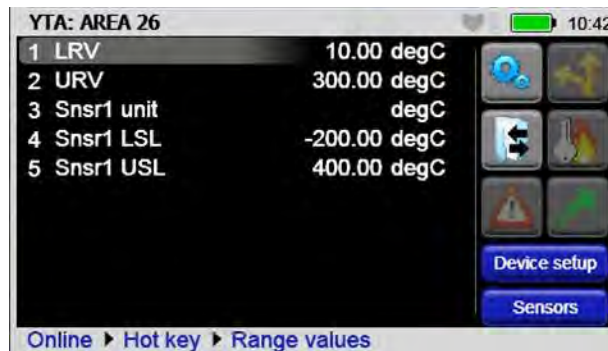 YTA: AREA 26 10:42
1 LRV 10.00 degC
2 URV 300.00 degC
3 Snsr1 unit degC
4 Snsr1 LSL -200.00 degC
5 Snsr1 USL 400.00 degC
Device setup
Sensors
Online Hot key Range values